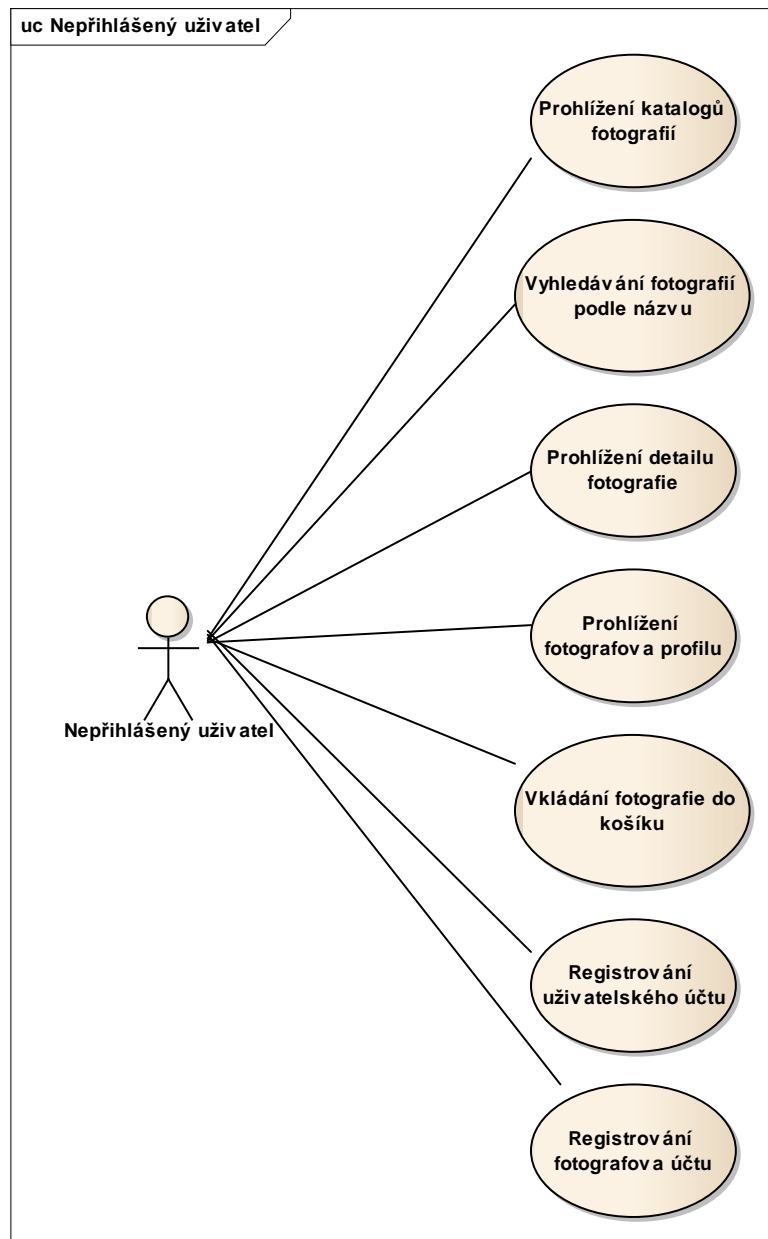 uc Nepřihlášený uživatel
Prohlížení katalogů
fotografií
Vyhledávání fotografií
podle názvu
Prohlížení detailu
fotografie
Prohlížení
fotografova profilu
Nepřihlášený uživatel
Vkládání fotografie do
košíku
Registrování
uživatelského účtu
Registrování
fotografova účtu